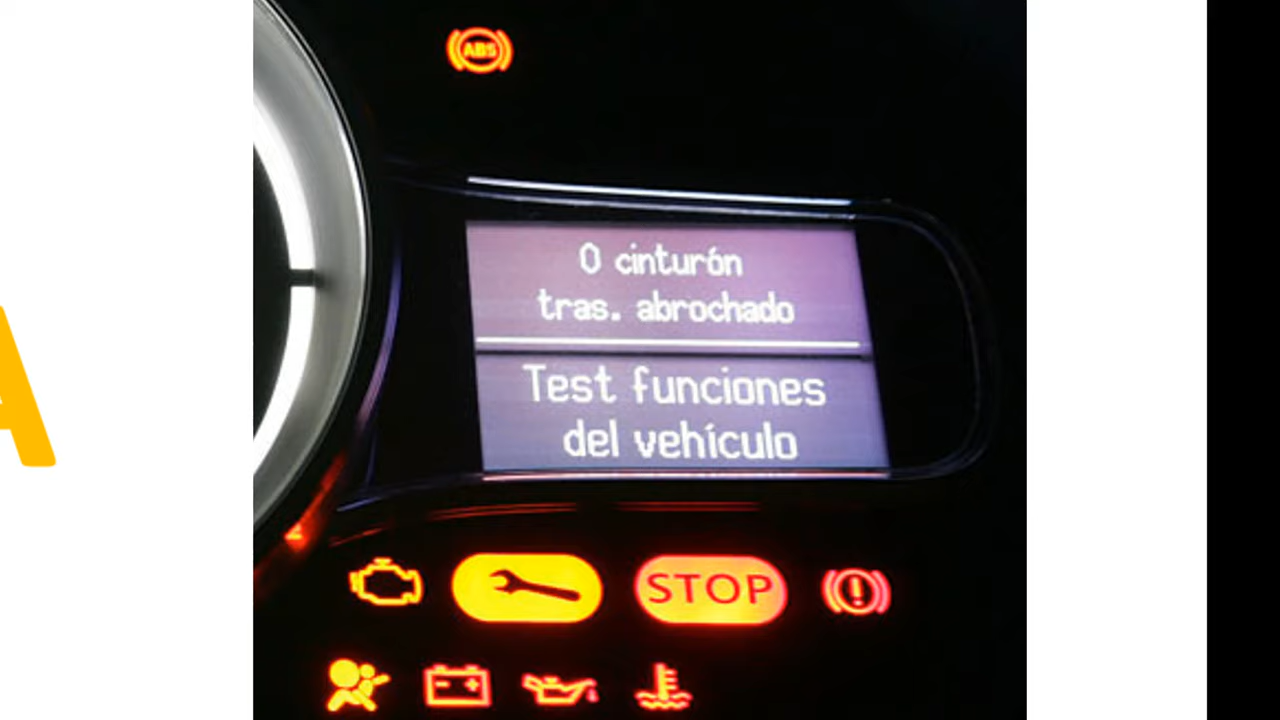 A
ABS
0 cinturón
tras. abrochado
Test funciones
del vehículo
STOP